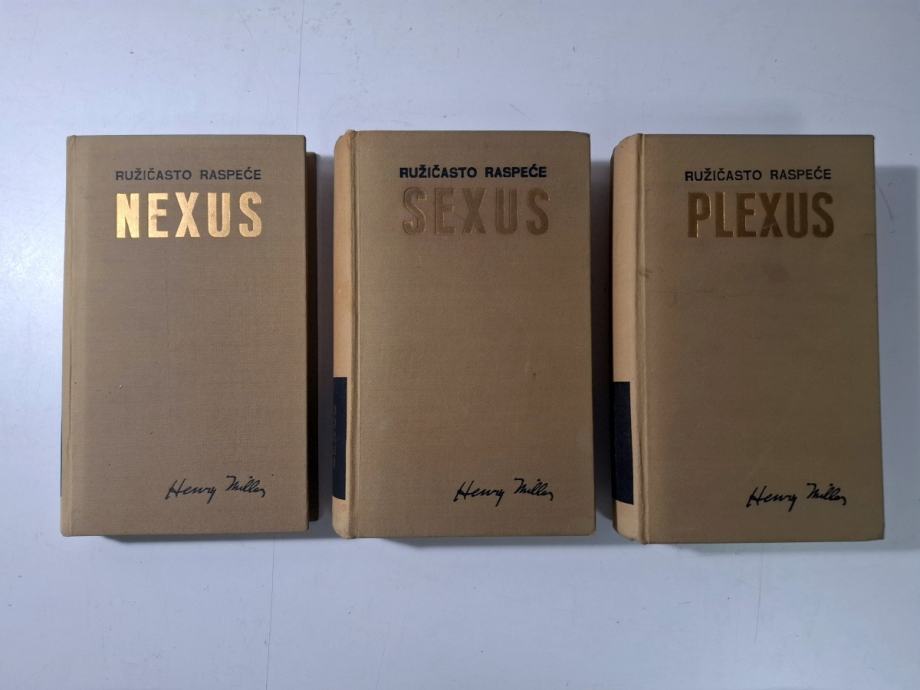 RUŽIČASTO RASPEĆE
NEXUS
Henry Miller
RUŽIČASTO RASPEĆE
SEXUS
Henry Miller
RUŽIČASTO RASPEĆE
PLEXUS
Henry Miller